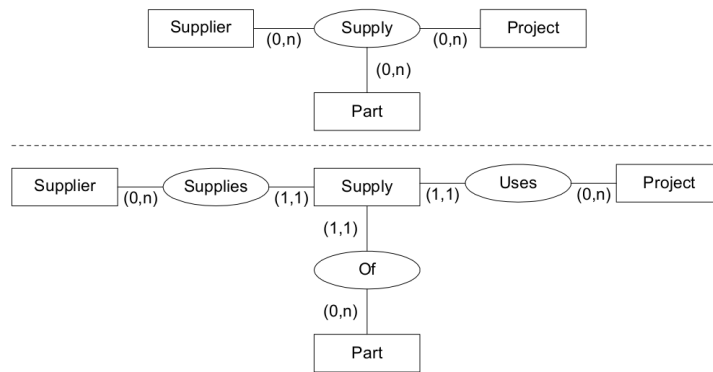 Supplier Supply Project
(0,n) (0,n)
(0,n)
Part
Supplier Supplies Supply Uses Project
(0,n) (1,1) (1,1) (0,n)
(1,1)
Of
(0,n)
Part